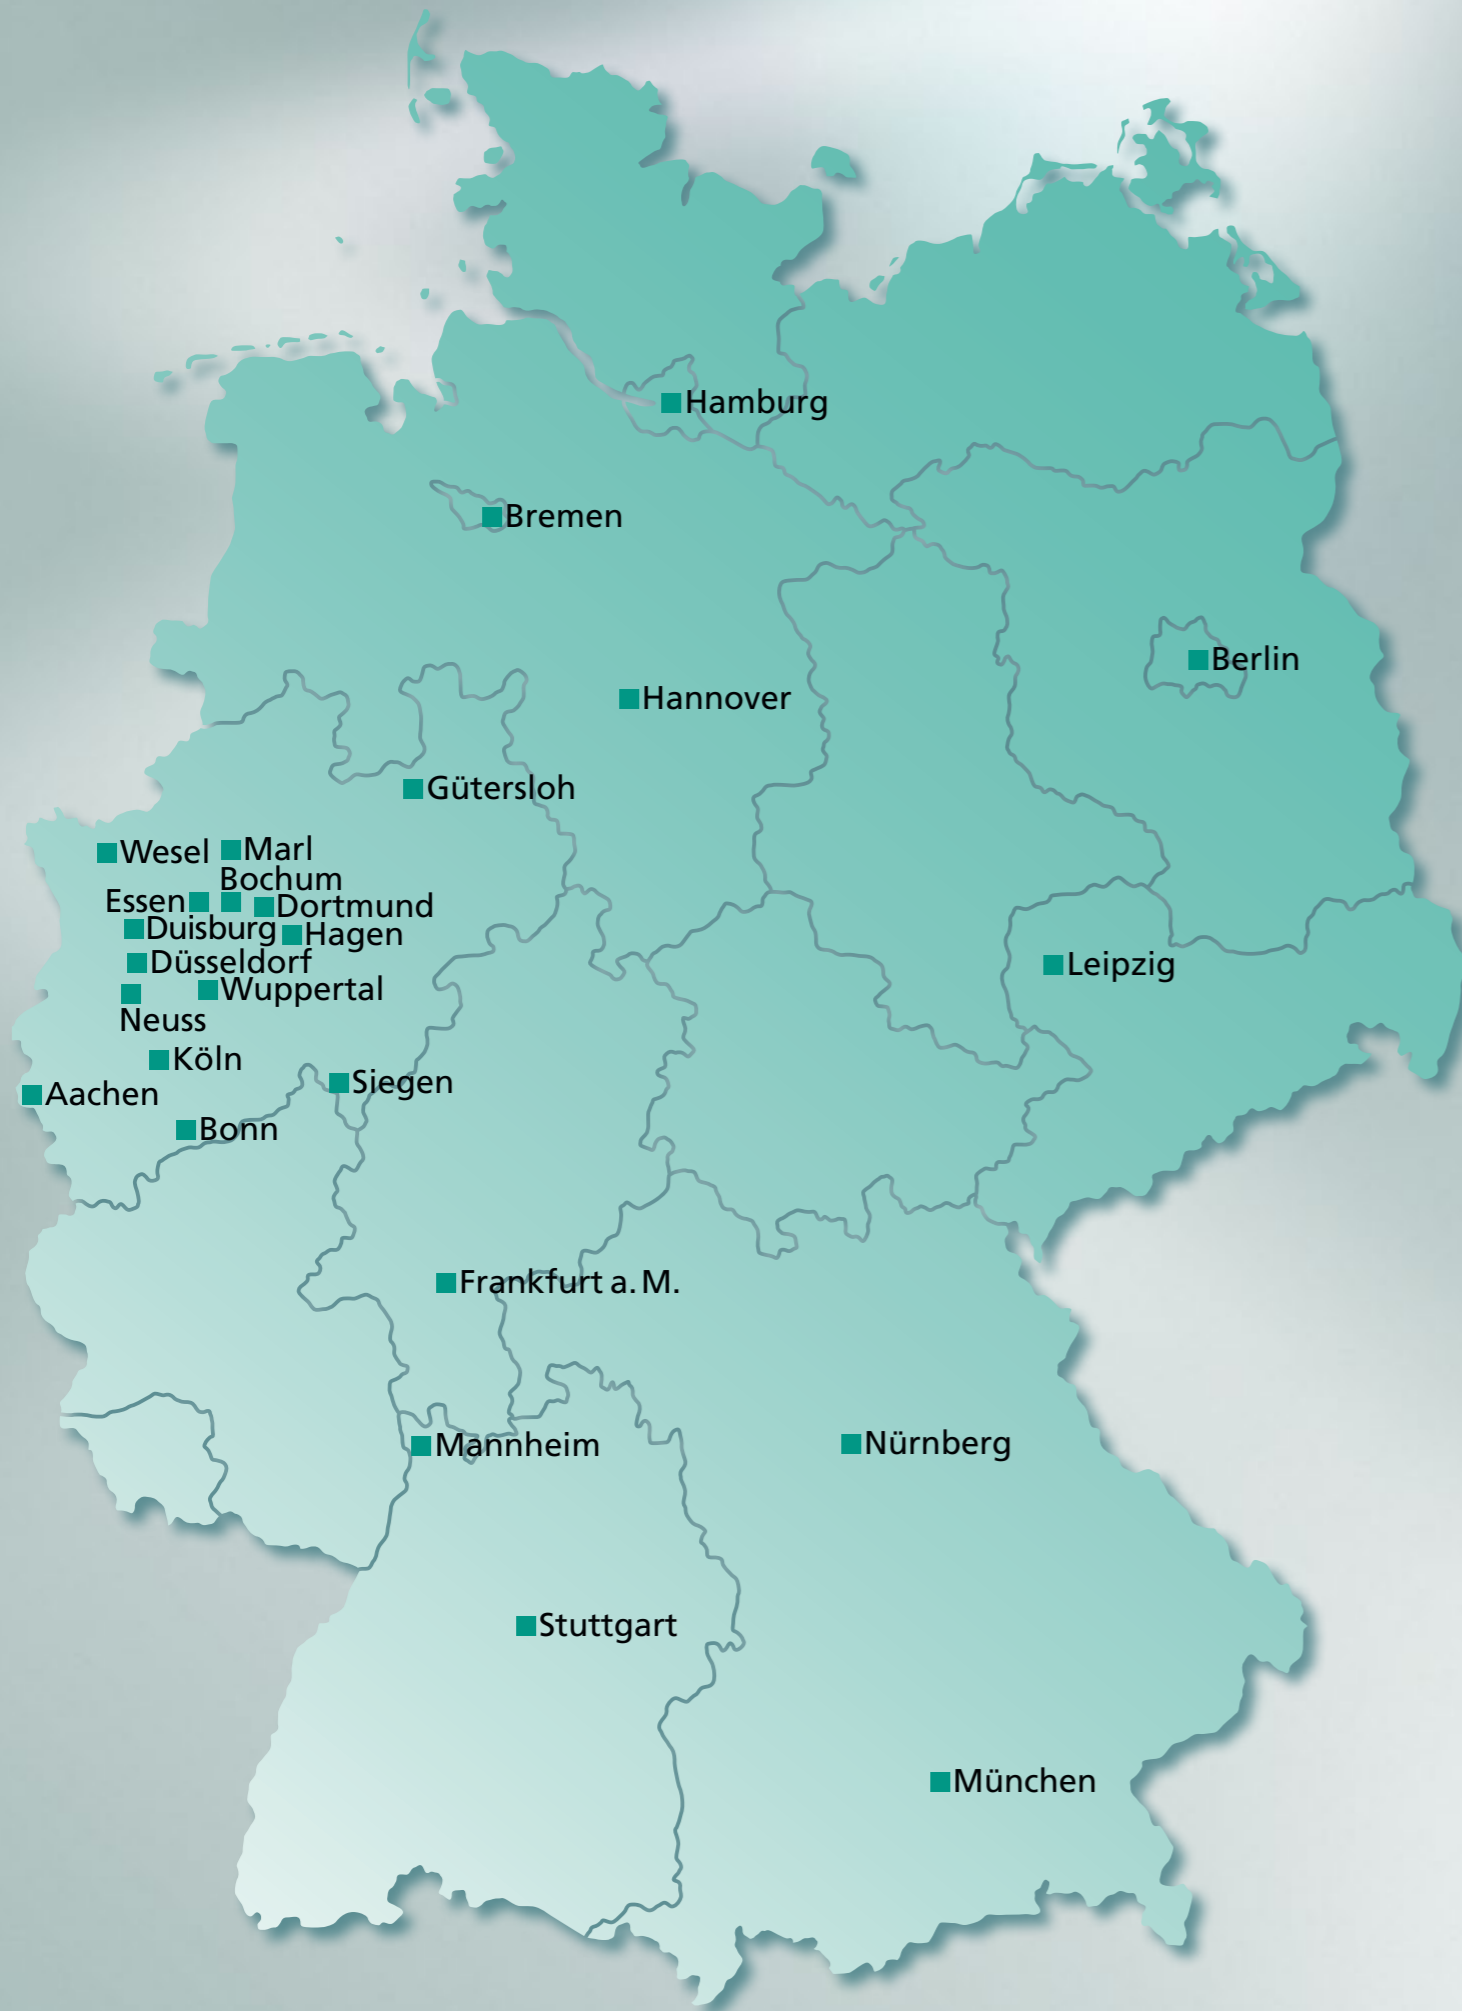 Hamburg
Bremen
Berlin
Hannover
Gütersloh
Wesel
Marl
Bochum
Essen
Dortmund
Duisburg
Hagen
Düsseldorf
Leipzig
Wuppertal
Neuss
Köln
Siegen
Aachen
Bonn
Frankfurt a. M.
Mannheim
Nürnberg
Stuttgart
München